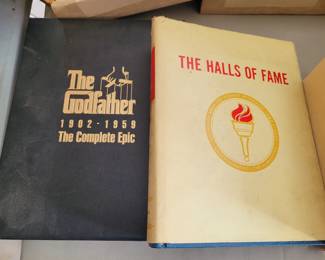 The
Godfather
1902-1959
The Complete Epic
THE HALLS OF FAME